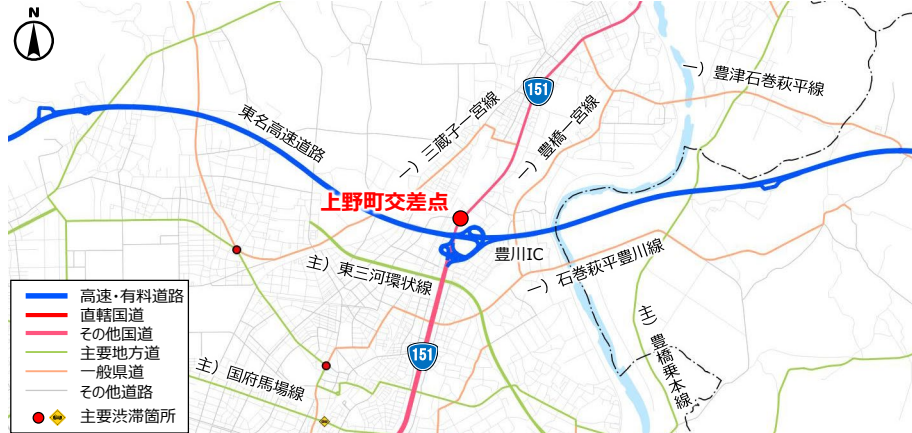 N
151
一）豊津石巻萩平線
東名高速道路
一）三蔵子一宮線
一）豊橋一宮線
上野町交差点
豊川IC
主）東三河環状線
一）石巻萩平豊川線
主）豊橋乗本線
151
主）国府馬場線
高速・有料道路
直轄国道
その他国道
主要地方道
一般県道
その他道路
主要渋滞箇所